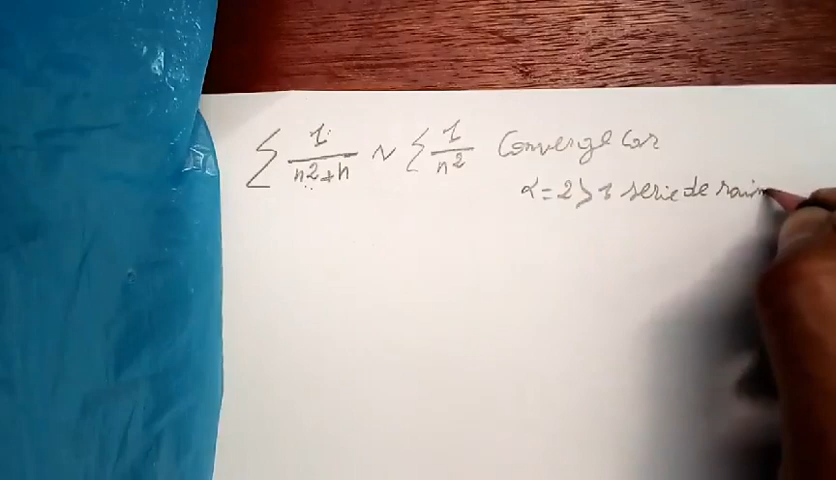 ∑ 1/(n²+n) ~ ∑ 1/n² Converge car
α=2>1 serie de